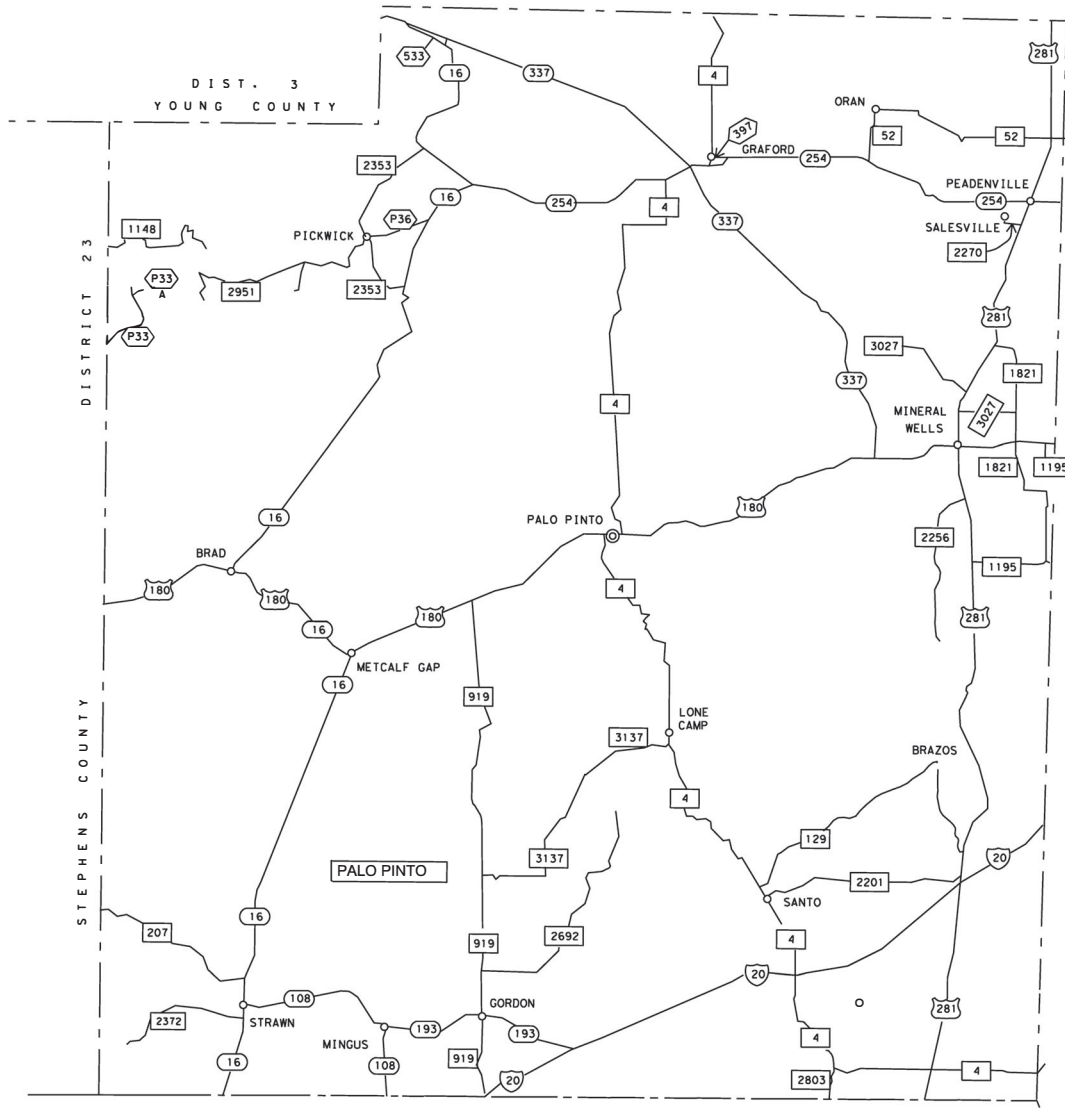 281
533
16
337
DIST. 3
YOUNG COUNTY
4
ORAN
52
52
397
GRAFORD
254
2353
PEADENVILLE
254
16
254
4
P36
337
SALESVILLE
1148
PICKWICK
2270
P33
A
2951
2353
DISTRICT 23
P33
281
3027
1821
337
4
MINERAL
WELLS
3027
1821
1195
180
16
PALO PINTO
2256
BRAD
1195
180
180
4
180
281
16
METCALF GAP
16
919
LONE
CAMP
3137
BRAZOS
STEPHENS COUNTY
4
129
20
3137
PALO PINTO
2201
SANTO
16
207
919
2692
4
20
108
GORDON
281
2372
STRAWN
193
193
MINGUS
4
16
108
919
20
2803
4